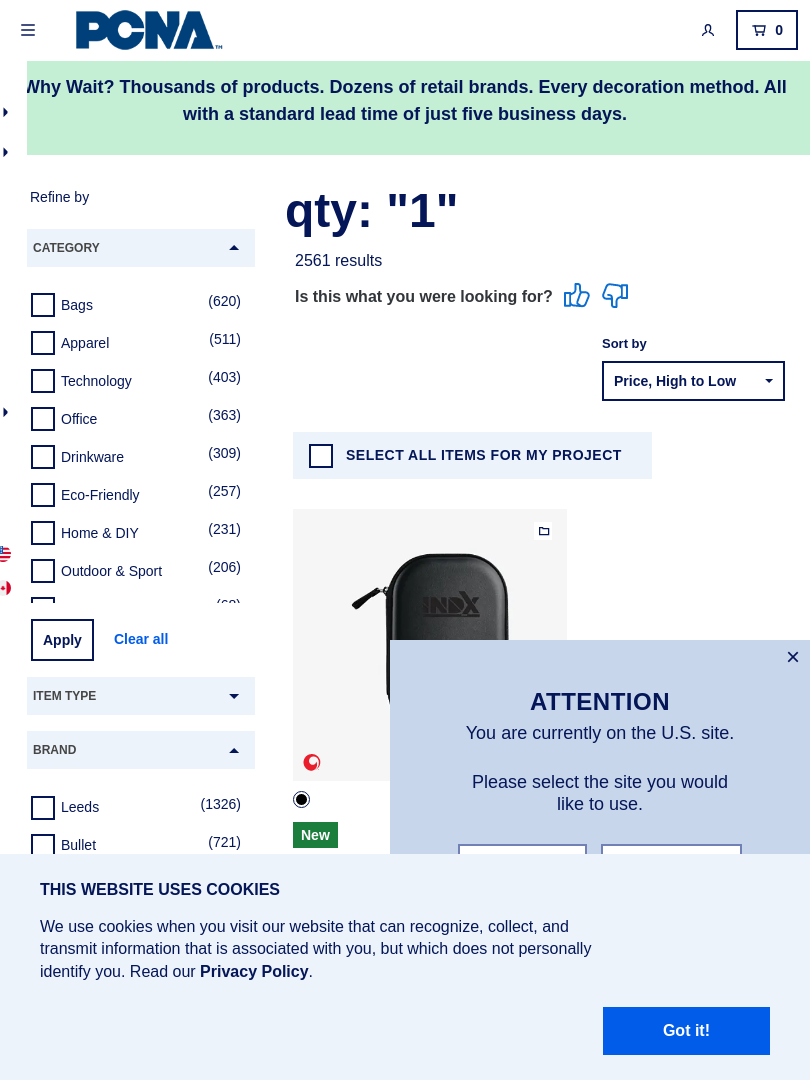 PCNA™
0
Why Wait? Thousands of products. Dozens of retail brands. Every decoration method. All
with a standard lead time of just five business days.
Refine by
CATEGORY
Bags (620)
Apparel (511)
Technology (403)
Office (363)
Drinkware (309)
Eco-Friendly (257)
Home & DIY (231)
Outdoor & Sport (206)
Apply
Clear all
ITEM TYPE
BRAND
Leeds (1326)
Bullet (721)
qty: "1"
2561 results
Is this what you were looking for?
Sort by
Price, High to Low
SELECT ALL ITEMS FOR MY PROJECT
New
×
ATTENTION
You are currently on the U.S. site.
Please select the site you would
like to use.
THIS WEBSITE USES COOKIES
We use cookies when you visit our website that can recognize, collect, and
transmit information that is associated with you, but which does not personally
identify you. Read our Privacy Policy.
Got it!